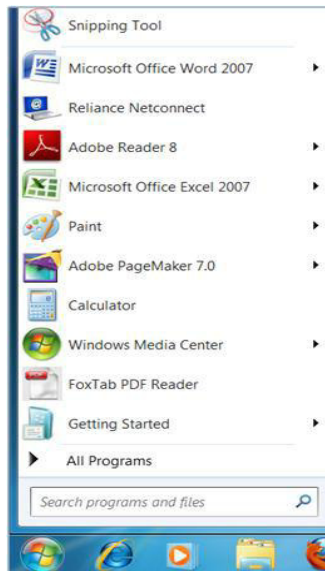 Snipping Tool
Microsoft Office Word 2007
Reliance Netconnect
Adobe Reader 8
Microsoft Office Excel 2007
Paint
Adobe PageMaker 7.0
Calculator
Windows Media Center
FoxTab PDF Reader
Getting Started
All Programs
Search programs and files